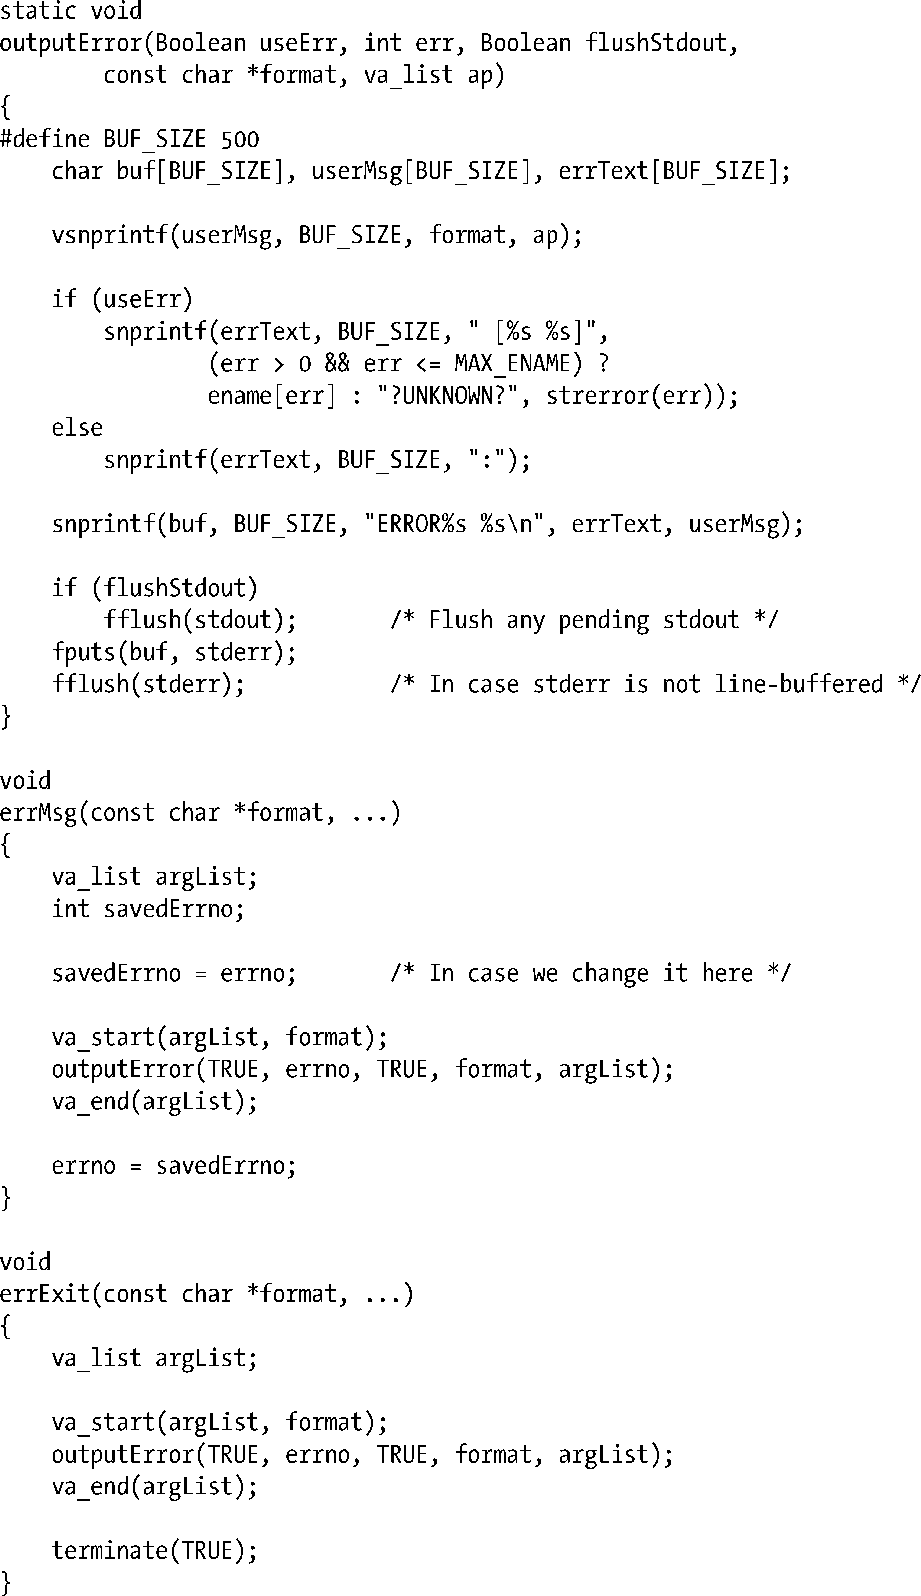 static void
outputError(Boolean useErr, int err, Boolean flushStdout,
        const char *format, va_list ap)
{
#define BUF_SIZE 500
    char buf[BUF_SIZE], userMsg[BUF_SIZE], errText[BUF_SIZE];

    vsnprintf(userMsg, BUF_SIZE, format, ap);

    if (useErr)
        snprintf(errText, BUF_SIZE, " [%s %s]",
                (err > 0 && err <= MAX_ENAME) ?
                ename[err] : "?UNKNOWN?", strerror(err));
    else
        snprintf(errText, BUF_SIZE, ":");

    snprintf(buf, BUF_SIZE, "ERROR%s %s\n", errText, userMsg);

    if (flushStdout)
        fflush(stdout);       /* Flush any pending stdout */
    fputs(buf, stderr);
    fflush(stderr);           /* In case stderr is not line-buffered */
}

void
errMsg(const char *format, ...)
{
    va_list argList;
    int savedErrno;

    savedErrno = errno;       /* In case we change it here */

    va_start(argList, format);
    outputError(TRUE, errno, TRUE, format, argList);
    va_end(argList);

    errno = savedErrno;
}

void
errExit(const char *format, ...)
{
    va_list argList;

    va_start(argList, format);
    outputError(TRUE, errno, TRUE, format, argList);
    va_end(argList);

    terminate(TRUE);
}